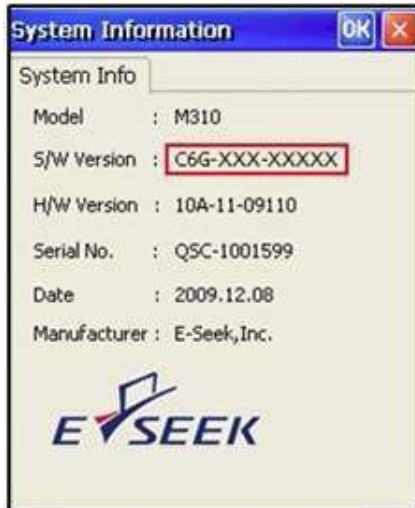 System Information OK ×
System Info
Model : M310
S/W Version : C6G-XXX-XXXXX
H/W Version : 10A-11-09110
Serial No. : QSC-1001599
Date : 2009.12.08
Manufacturer : E-Seek,Inc.
E SEEK